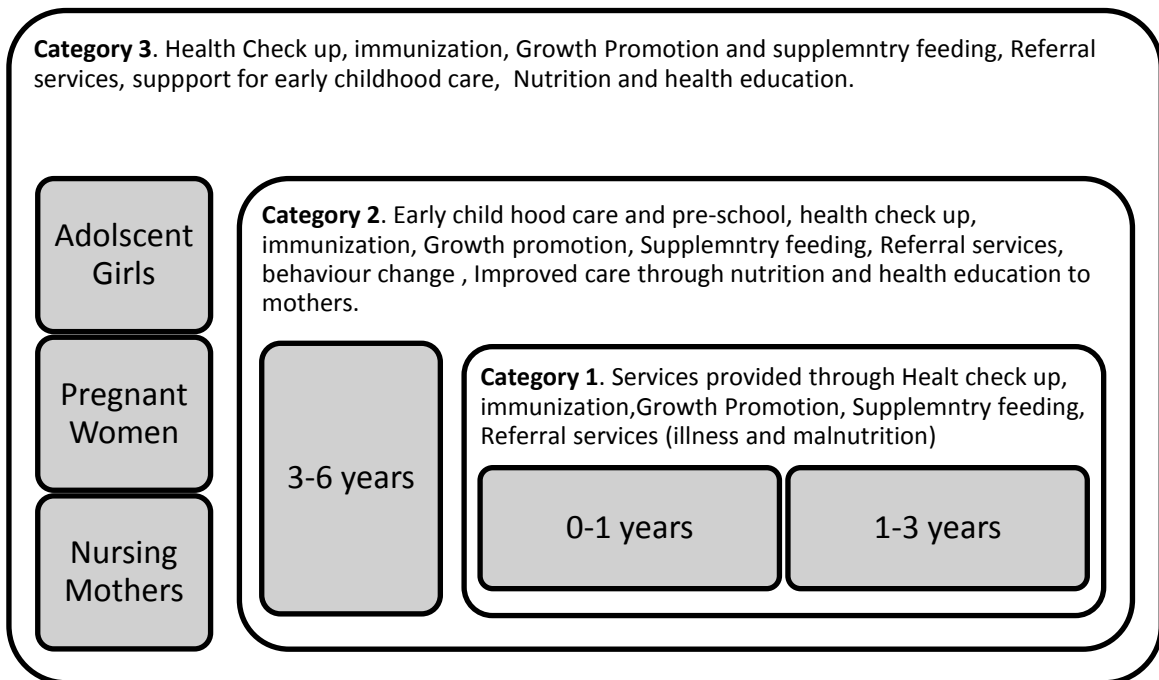 Category 3. Health Check up, immunization, Growth Promotion and supplemntry feeding, Referral
services, suppport for early childhood care, Nutrition and health education.
Adolscent
Girls
Pregnant
Women
Nursing
Mothers
Category 2. Early child hood care and pre-school, health check up,
immunization, Growth promotion, Supplemntry feeding, Referral services,
behaviour change , Improved care through nutrition and health education to
mothers.
3-6 years
Category 1. Services provided through Healt check up,
immunization,Growth Promotion, Supplemntry feeding,
Referral services (illness and malnutrition)
0-1 years
1-3 years